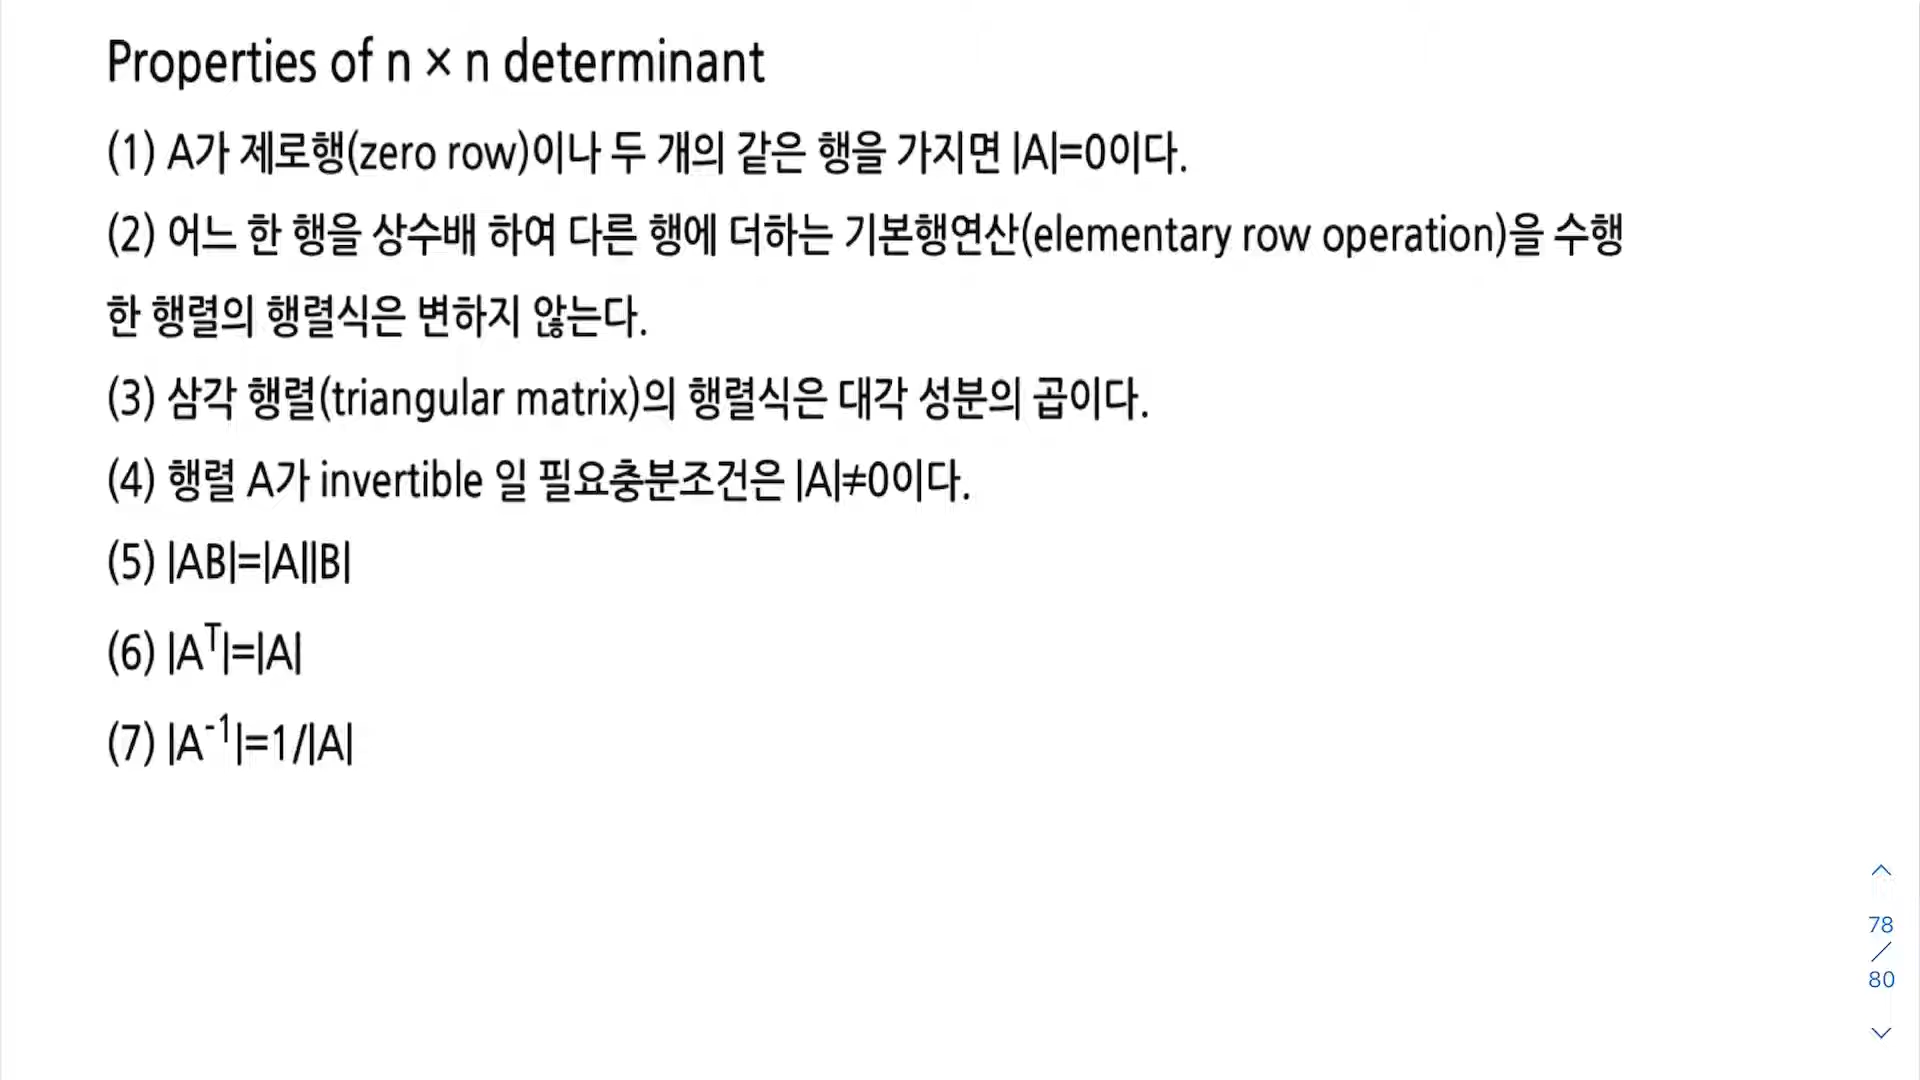 Properties of n × n determinant
(1) A가 제로행(zero row)이나 두 개의 같은 행을 가지면 |A|=0이다.
(2) 어느 한 행을 상수배 하여 다른 행에 더하는 기본행연산(elementary row operation)을 수행
한 행렬의 행렬식은 변하지 않는다.
(3) 삼각 행렬(triangular matrix)의 행렬식은 대각 성분의 곱이다.
(4) 행렬 A가 invertible 일 필요충분조건은 |A|≠0이다.
(5) |AB|=|A||B|
(6) |Aᵀ|=|A|
(7) |A⁻¹|=1/|A|
78
/
80